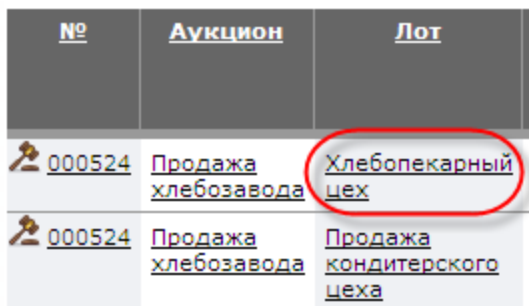 № Аукцион Лот
000524 Продажа Хлебопекарный
хлебозавода цех
000524 Продажа Продажа
хлебозавода кондитерского
цеха